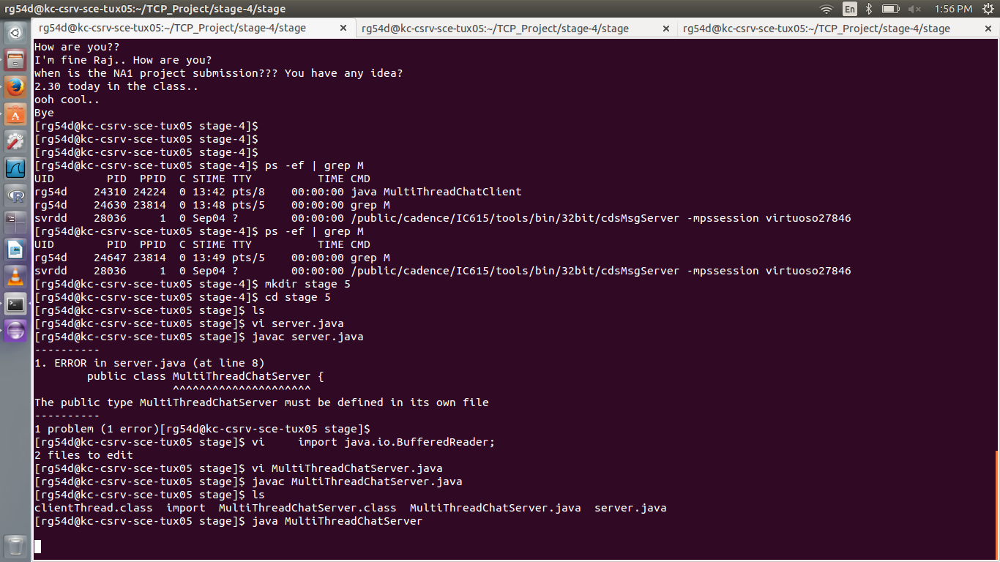 rg54d@kc-csrv-sce-tux05:~/TCP_Project/stage-4/stage
En
1:56 PM
rg54d@kc-csrv-sce-tux05:~/TCP_Project/stage-4/stage
rg54d@kc-csrv-sce-tux05:~/TCP_Project/stage-4/stage
rg54d@kc-csrv-sce-tux05:~/TCP_Project/stage-4/stage
How are you??
I'm fine Raj.. How are you?
when is the NA1 project submission??? You have any idea?
2.30 today in the class..
ooh cool..
Bye
[rg54d@kc-csrv-sce-tux05 stage-4]$
[rg54d@kc-csrv-sce-tux05 stage-4]$
[rg54d@kc-csrv-sce-tux05 stage-4]$
[rg54d@kc-csrv-sce-tux05 stage-4]$ ps -ef | grep M
UID        PID  PPID  C STIME TTY          TIME CMD
rg54d    24310 24224  0 13:42 pts/8    00:00:00 java MultiThreadChatClient
rg54d    24630 23814  0 13:48 pts/5    00:00:00 grep M
svrdd    28036     1  0 Sep04 ?        00:00:00 /public/cadence/IC615/tools/bin/32bit/cdsMsgServer -mpssession virtuoso27846
[rg54d@kc-csrv-sce-tux05 stage-4]$ ps -ef | grep M
UID        PID  PPID  C STIME TTY          TIME CMD
rg54d    24647 23814  0 13:49 pts/5    00:00:00 grep M
svrdd    28036     1  0 Sep04 ?        00:00:00 /public/cadence/IC615/tools/bin/32bit/cdsMsgServer -mpssession virtuoso27846
[rg54d@kc-csrv-sce-tux05 stage-4]$ mkdir stage 5
[rg54d@kc-csrv-sce-tux05 stage-4]$ cd stage 5
[rg54d@kc-csrv-sce-tux05 stage]$ ls
[rg54d@kc-csrv-sce-tux05 stage]$ vi server.java
[rg54d@kc-csrv-sce-tux05 stage]$ javac server.java
----------
1. ERROR in server.java (at line 8)
        public class MultiThreadChatServer {
                     ^^^^^^^^^^^^^^^^^^^^^
The public type MultiThreadChatServer must be defined in its own file
----------
1 problem (1 error)[rg54d@kc-csrv-sce-tux05 stage]$
[rg54d@kc-csrv-sce-tux05 stage]$ vi     import java.io.BufferedReader;
2 files to edit
[rg54d@kc-csrv-sce-tux05 stage]$ vi MultiThreadChatServer.java
[rg54d@kc-csrv-sce-tux05 stage]$ javac MultiThreadChatServer.java
[rg54d@kc-csrv-sce-tux05 stage]$ ls
clientThread.class  import  MultiThreadChatServer.class  MultiThreadChatServer.java  server.java
[rg54d@kc-csrv-sce-tux05 stage]$ java MultiThreadChatServer